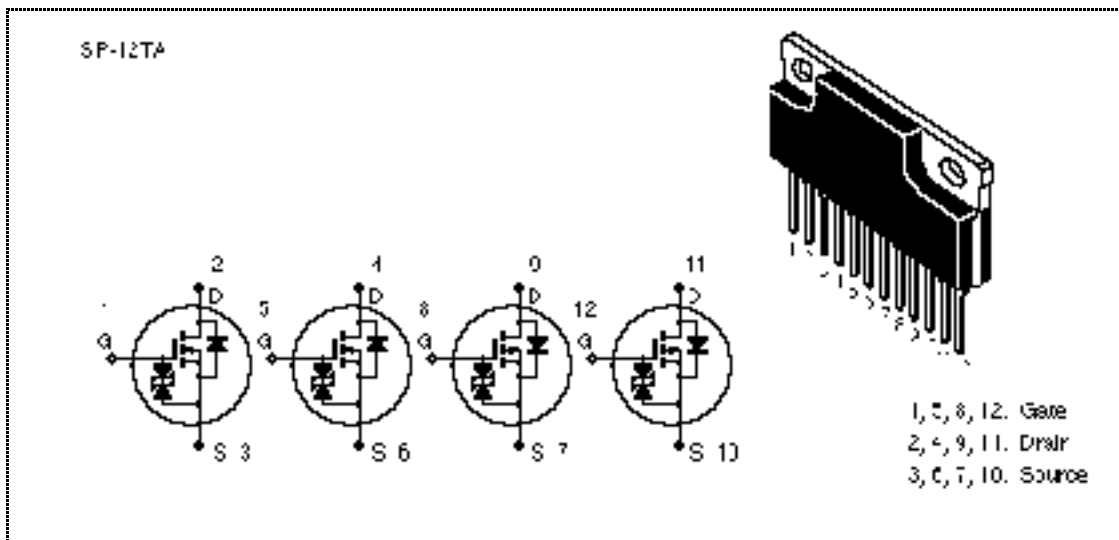 SP-12TA
2 4 9 11
D D D D
1 5 8 12
G G G G
S 3 S 6 S 7 S 10
1, 5, 8, 12. Gate
2, 4, 9, 11. Drain
3, 6, 7, 10. Source